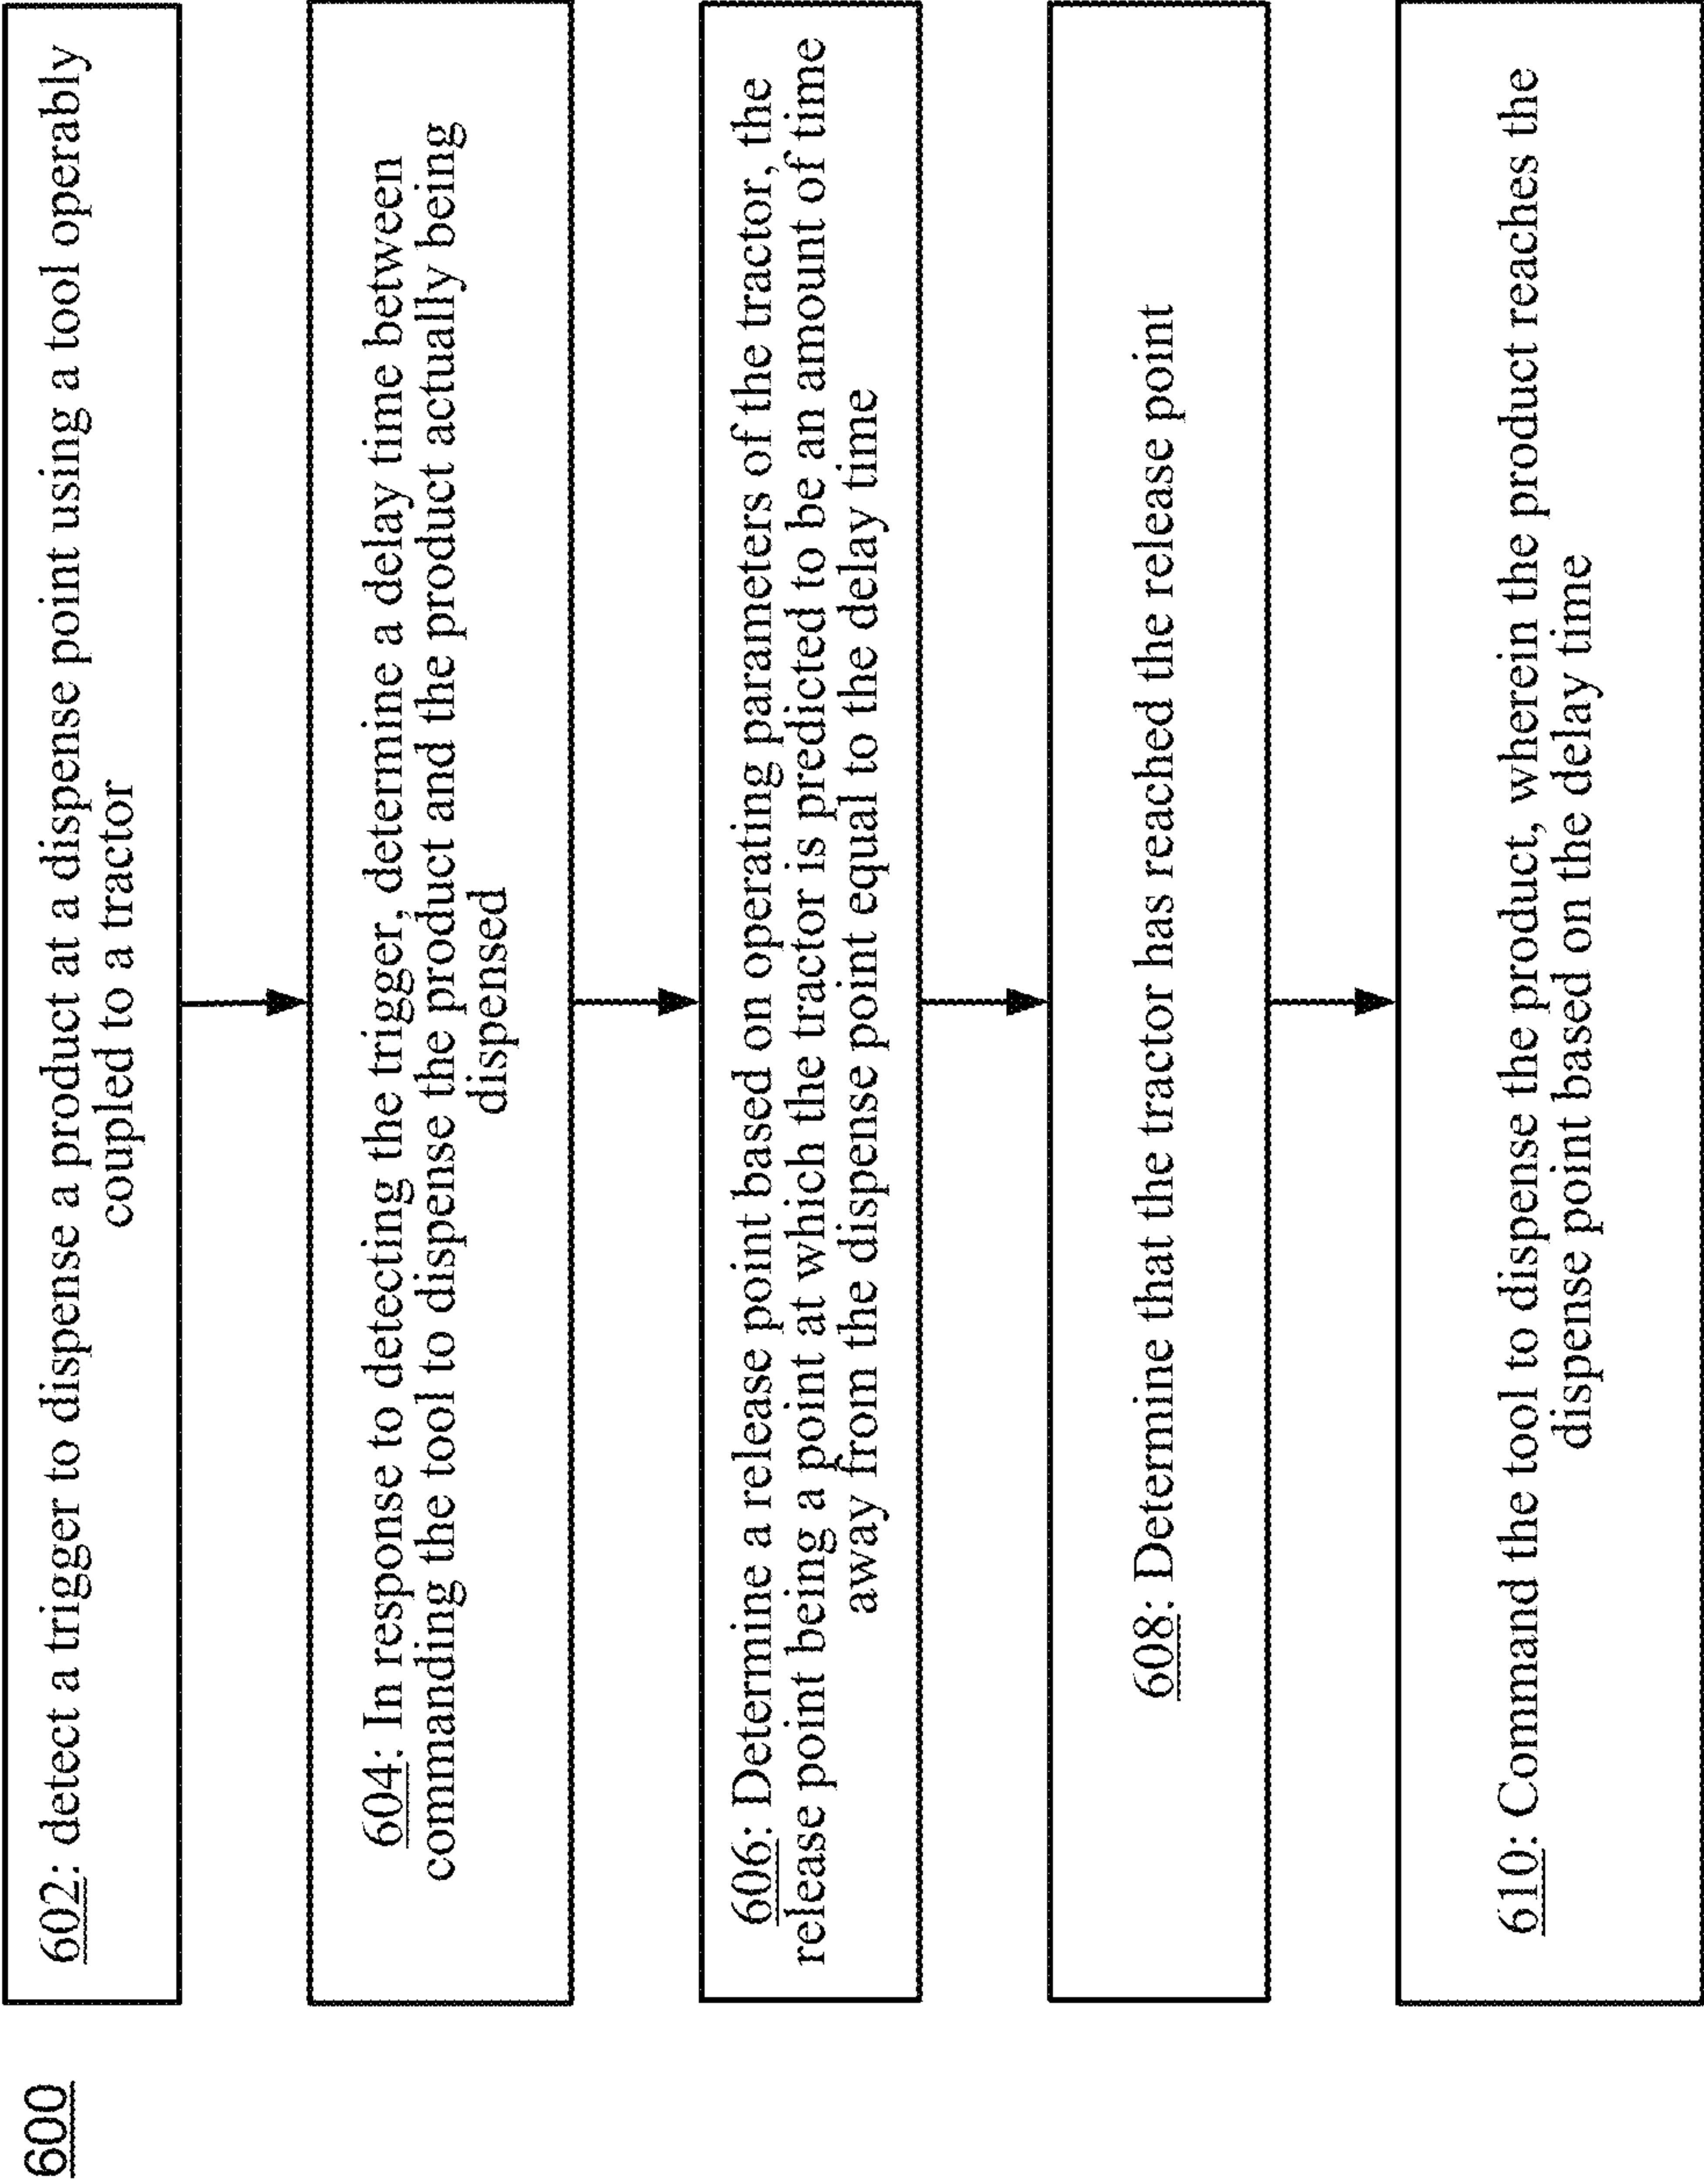 600
602: detect a trigger to dispense a product at a dispense point using a tool operably
coupled to a tractor
604: In response to detecting the trigger, determine a delay time between
commanding the tool to dispense the product and the product actually being
dispensed
606: Determine a release point based on operating parameters of the tractor, the
release point being a point at which the tractor is predicted to be an amount of time
away from the dispense point equal to the delay time
608: Determine that the tractor has reached the release point
610: Command the tool to dispense the product, wherein the product reaches the
dispense point based on the delay time